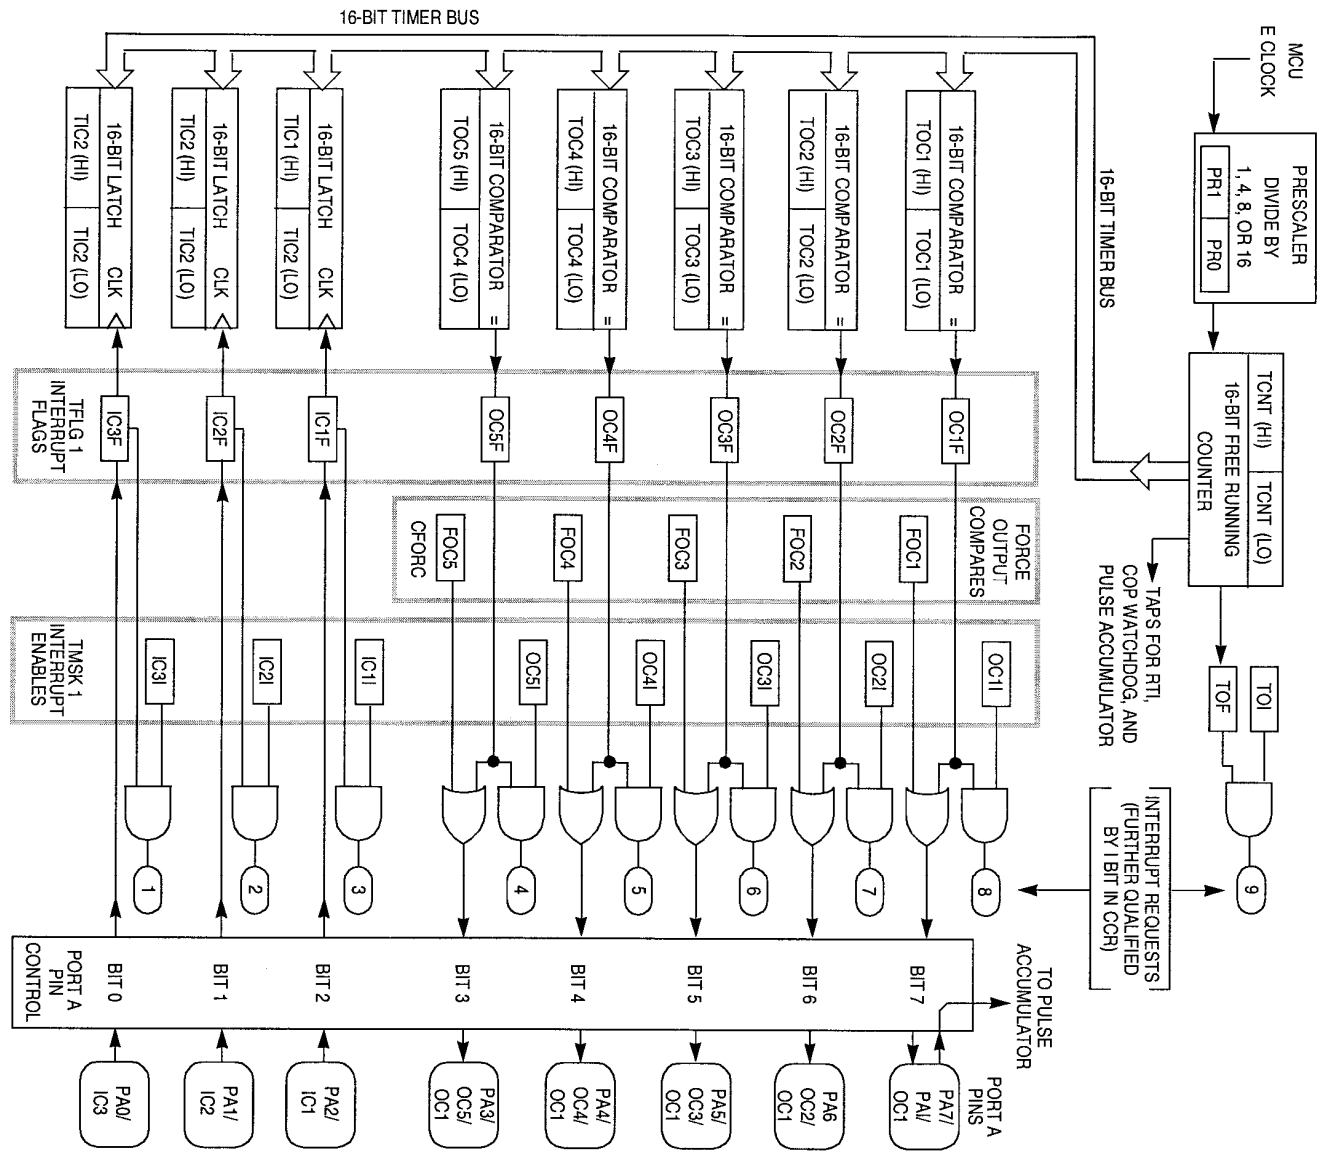 MCU
E CLOCK
PRESCALER
DIVIDE BY
1, 4, 8, OR 16
PR1 PR0
TCNT (HI) TCNT (LO)
16-BIT FREE RUNNING
COUNTER
TOI
TOF
9
TAPS FOR RTI,
COP WATCHDOG, AND
PULSE ACCUMULATOR
INTERRUPT REQUESTS
(FURTHER QUALIFIED
BY I BIT IN CCR)
16-BIT TIMER BUS
16-BIT TIMER BUS
TO PULSE
ACCUMULATOR
PORT A
PINS
FORCE
OUTPUT
COMPARES
16-BIT COMPARATOR =
TOC1 (HI) TOC1 (LO)
OC1F
FOC1
OC1I
8
BIT 7
PA7/
PAI/
OC1
16-BIT COMPARATOR =
TOC2 (HI) TOC2 (LO)
OC2F
FOC2
OC2I
7
BIT 6
PA6
OC2/
OC1
16-BIT COMPARATOR =
TOC3 (HI) TOC3 (LO)
OC3F
FOC3
OC3I
6
BIT 5
PA5/
OC3/
OC1
16-BIT COMPARATOR =
TOC4 (HI) TOC4 (LO)
OC4F
FOC4
OC4I
5
BIT 4
PA4/
OC4/
OC1
16-BIT COMPARATOR =
TOC5 (HI) TOC4 (LO)
OC5F
FOC5
CFORC
OC5I
4
BIT 3
PA3/
OC5/
OC1
16-BIT LATCH CLK
TIC1 (HI) TIC1 (LO)
IC1F
IC1I
3
BIT 2
PA2/
IC1
16-BIT LATCH CLK
TIC2 (HI) TIC2 (LO)
IC2F
IC2I
2
BIT 1
PA1/
IC2
16-BIT LATCH CLK
TIC2 (HI) TIC2 (LO)
IC3F
IC3I
1
BIT 0
PA0/
IC3
TFLG 1
INTERRUPT
FLAGS
TMSK 1
INTERRUPT
ENABLES
PORT A
PIN
CONTROL